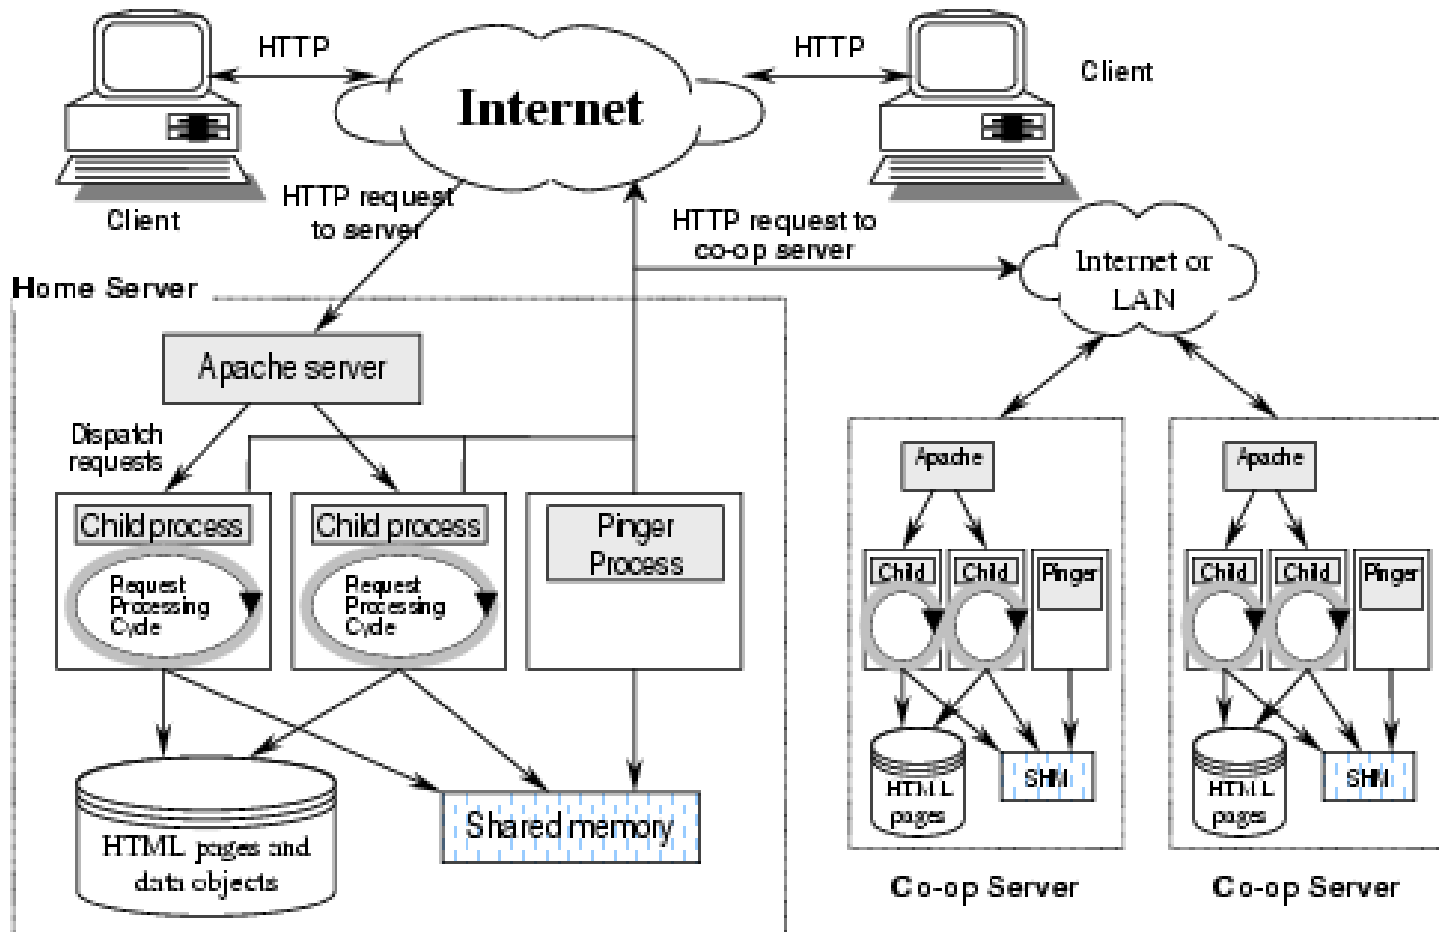 HTTP
HTTP
Client
Internet
Client
HTTP request
to server
HTTP request to
co-op server
Internet or
LAN
Home Server
Apache server
Dispatch
requests
Child process
Child process
Pinger
Process
Request
Processing
Cycle
Request
Processing
Cycle
Shared memory
HTML pages and
data objects
Apache
Child
Child
Pinger
HTML
pages
SHM
Co-op Server
Apache
Child
Child
Pinger
HTML
pages
SHM
Co-op Server